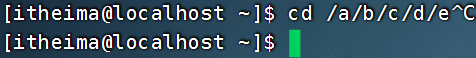 [itheima@localhost ~]$ cd /a/b/c/d/e^C
[itheima@localhost ~]$